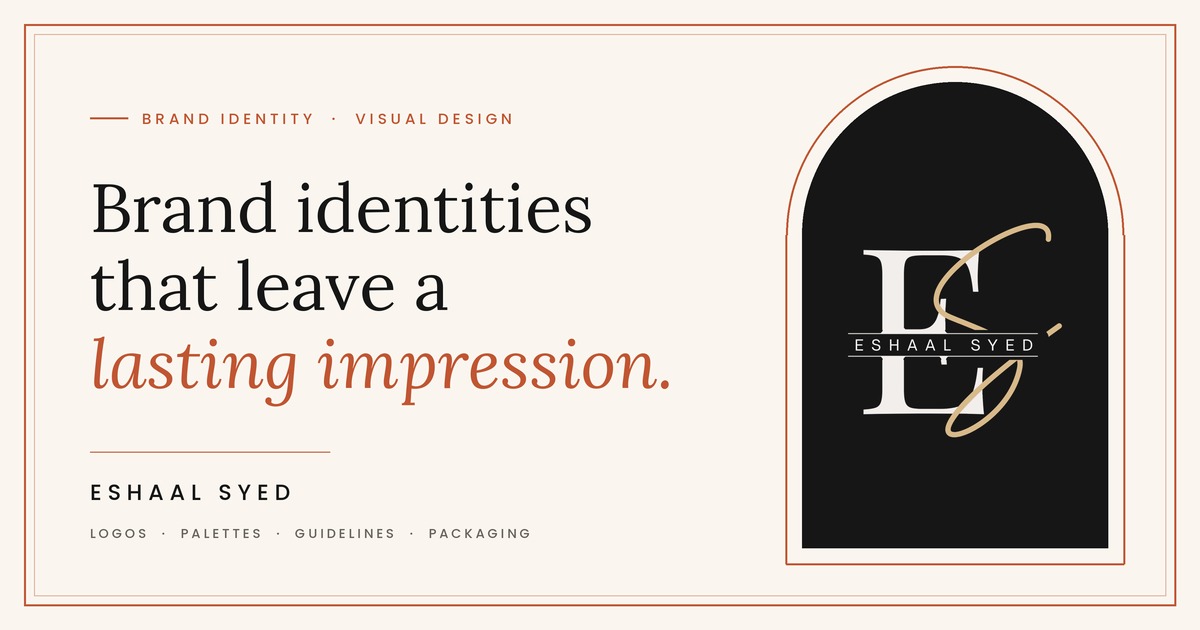 BRAND IDENTITY · VISUAL DESIGN
Brand identities
that leave a
lasting impression.
ESHAAL SYED
LOGOS · PALETTES · GUIDELINES · PACKAGING
ES
ESHAAL SYED